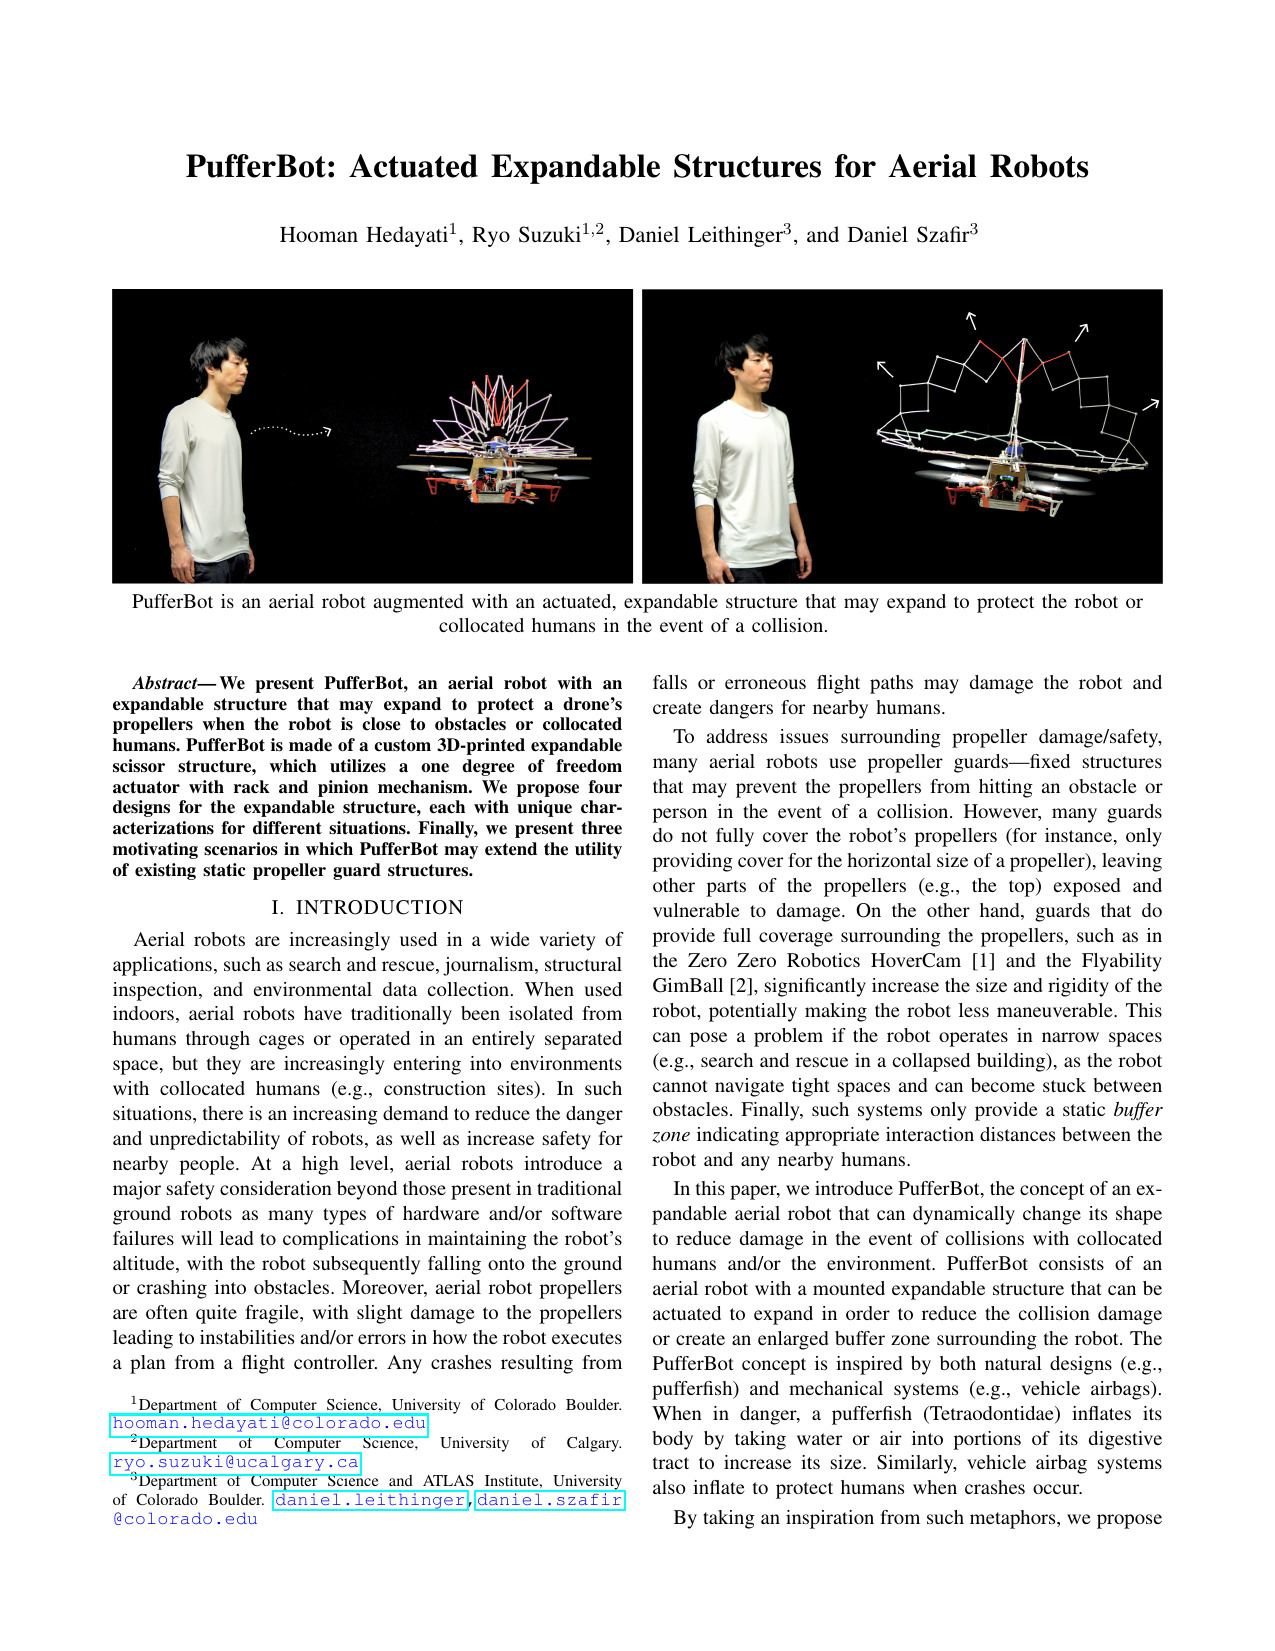 PufferBot: Actuated Expandable Structures for Aerial Robots
Hooman Hedayati1, Ryo Suzuki1,2, Daniel Leithinger3, and Daniel Szafir3
PufferBot is an aerial robot augmented with an actuated, expandable structure that may expand to protect the robot or
collocated humans in the event of a collision.
Abstract— We present PufferBot, an aerial robot with an
expandable structure that may expand to protect a drone's
propellers when the robot is close to obstacles or collocated
humans. PufferBot is made of a custom 3D-printed expandable
scissor structure, which utilizes a one degree of freedom
actuator with rack and pinion mechanism. We propose four
designs for the expandable structure, each with unique char-
acterizations for different situations. Finally, we present three
motivating scenarios in which PufferBot may extend the utility
of existing static propeller guard structures.
I. INTRODUCTION
Aerial robots are increasingly used in a wide variety of
applications, such as search and rescue, journalism, structural
inspection, and environmental data collection. When used
indoors, aerial robots have traditionally been isolated from
humans through cages or operated in an entirely separated
space, but they are increasingly entering into environments
with collocated humans (e.g., construction sites). In such
situations, there is an increasing demand to reduce the danger
and unpredictability of robots, as well as increase safety for
nearby people. At a high level, aerial robots introduce a
major safety consideration beyond those present in traditional
ground robots as many types of hardware and/or software
failures will lead to complications in maintaining the robot's
altitude, with the robot subsequently falling onto the ground
or crashing into obstacles. Moreover, aerial robot propellers
are often quite fragile, with slight damage to the propellers
leading to instabilities and/or errors in how the robot executes
a plan from a flight controller. Any crashes resulting from
1Department of Computer Science, University of Colorado Boulder.
hooman.hedayati@colorado.edu
2Department of Computer Science, University of Calgary.
ryo.suzuki@ucalgary.ca
3Department of Computer Science and ATLAS Institute, University
of Colorado Boulder. daniel.leithinger,daniel.szafir
@colorado.edu
falls or erroneous flight paths may damage the robot and
create dangers for nearby humans.
To address issues surrounding propeller damage/safety,
many aerial robots use propeller guards—fixed structures
that may prevent the propellers from hitting an obstacle or
person in the event of a collision. However, many guards
do not fully cover the robot's propellers (for instance, only
providing cover for the horizontal size of a propeller), leaving
other parts of the propellers (e.g., the top) exposed and
vulnerable to damage. On the other hand, guards that do
provide full coverage surrounding the propellers, such as in
the Zero Zero Robotics HoverCam [1] and the Flyability
GimBall [2], significantly increase the size and rigidity of the
robot, potentially making the robot less maneuverable. This
can pose a problem if the robot operates in narrow spaces
(e.g., search and rescue in a collapsed building), as the robot
cannot navigate tight spaces and can become stuck between
obstacles. Finally, such systems only provide a static buffer
zone indicating appropriate interaction distances between the
robot and any nearby humans.
In this paper, we introduce PufferBot, the concept of an ex-
pandable aerial robot that can dynamically change its shape
to reduce damage in the event of collisions with collocated
humans and/or the environment. PufferBot consists of an
aerial robot with a mounted expandable structure that can be
actuated to expand in order to reduce the collision damage
or create an enlarged buffer zone surrounding the robot. The
PufferBot concept is inspired by both natural designs (e.g.,
pufferfish) and mechanical systems (e.g., vehicle airbags).
When in danger, a pufferfish (Tetraodontidae) inflates its
body by taking water or air into portions of its digestive
tract to increase its size. Similarly, vehicle airbag systems
also inflate to protect humans when crashes occur.
By taking an inspiration from such metaphors, we propose